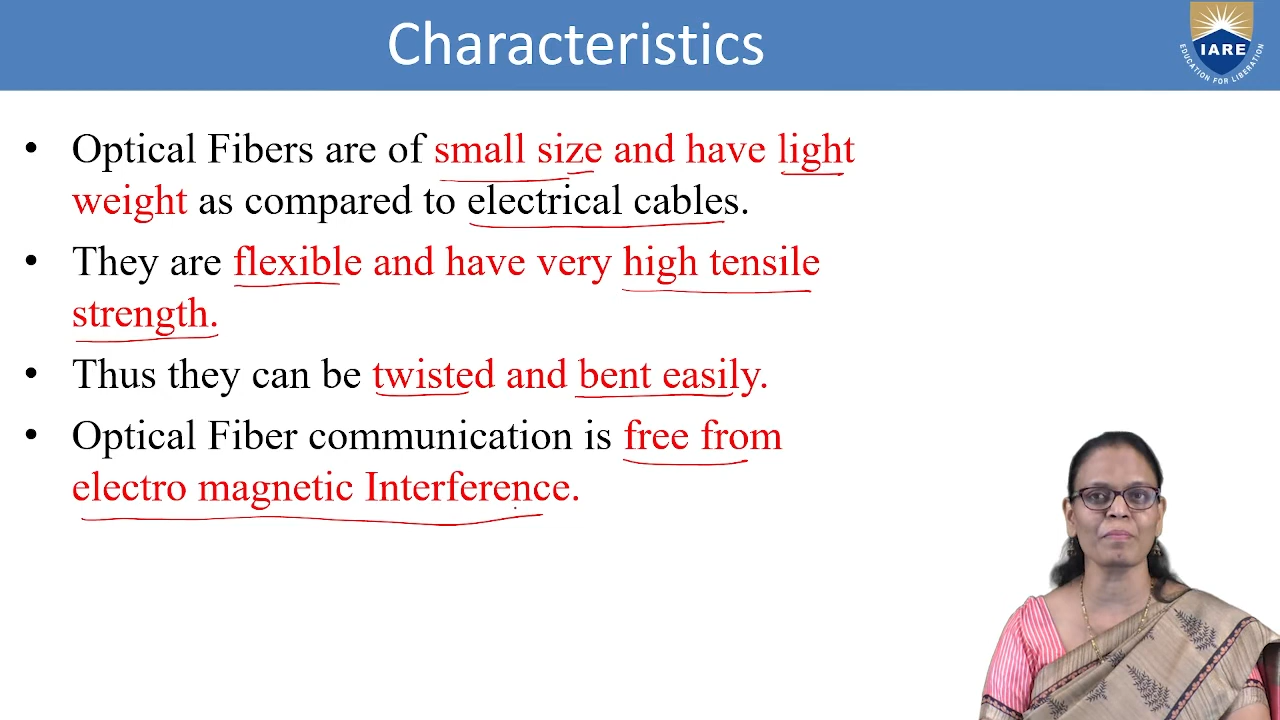 Characteristics
IARE
EDUCATION FOR LIBERATION
• Optical Fibers are of small size and have light
weight as compared to electrical cables.
• They are flexible and have very high tensile
strength.
• Thus they can be twisted and bent easily.
• Optical Fiber communication is free from
electro magnetic Interference.